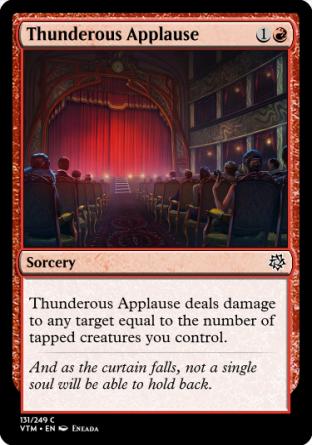 Thunderous Applause 1
Sorcery
Thunderous Applause deals damage
to any target equal to the number of
tapped creatures you control.
And as the curtain falls, not a single
soul will be able to hold back.
131/249 C
VTM • EN Eneada